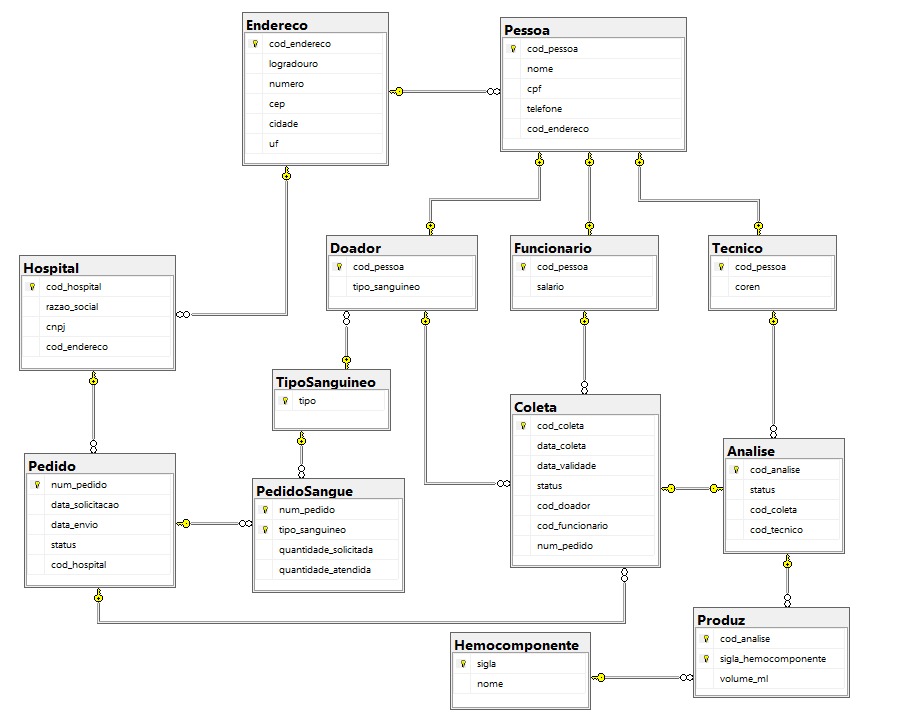 Endereco
cod_endereco
logradouro
numero
cep
cidade
uf
Pessoa
cod_pessoa
nome
cpf
telefone
cod_endereco
Doador
cod_pessoa
tipo_sanguineo
Funcionario
cod_pessoa
salario
Tecnico
cod_pessoa
coren
Hospital
cod_hospital
razao_social
cnpj
cod_endereco
TipoSanguineo
tipo
Coleta
cod_coleta
data_coleta
data_validade
status
cod_doador
cod_funcionario
num_pedido
Analise
cod_analise
status
cod_coleta
cod_tecnico
Pedido
num_pedido
data_solicitacao
data_envio
status
cod_hospital
PedidoSangue
num_pedido
tipo_sanguineo
quantidade_solicitada
quantidade_atendida
Hemocomponente
sigla
nome
Produz
cod_analise
sigla_hemocomponente
volume_ml